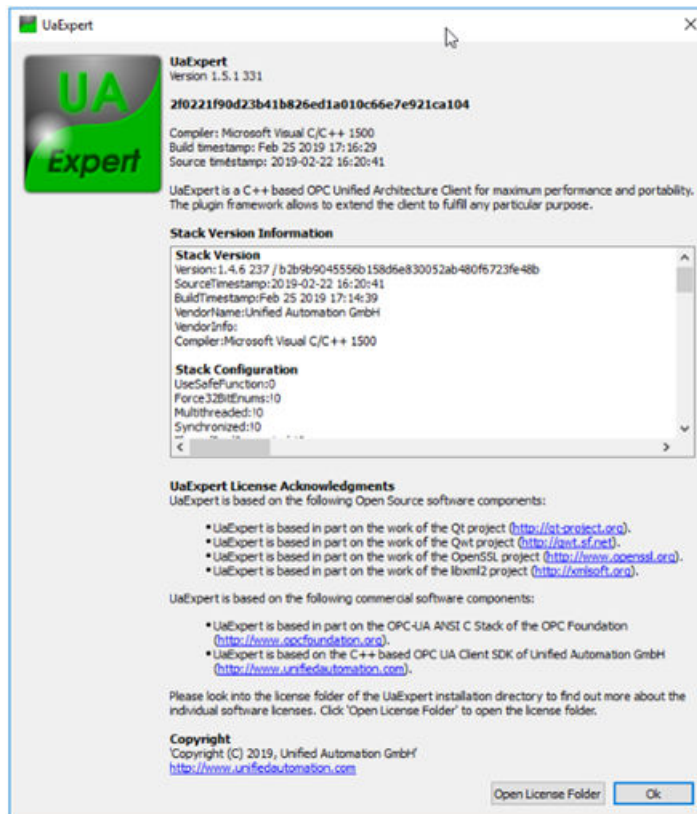 UaExpert
UA
Expert
UaExpert
Version 1.5.1 331
2f0221f90d23b41b826ed1a010c66e7e921ca104
Compiler: Microsoft Visual C/C++ 1500
Build timestamp: Feb 25 2019 17:16:29
Source timestamp: 2019-02-22 16:20:41
UaExpert is a C++ based OPC Unified Architecture Client for maximum performance and portability.
The plugin framework allows to extend the client to fulfill any particular purpose.
Stack Version Information
Stack Version
Version:1.4.6 237 / b2b9b9045556b158d6e830052ab480f6723fe48b
SourceTimestamp:2019-02-22 16:20:41
BuildTimestamp:Feb 25 2019 17:14:39
VendorName:Unified Automation GmbH
VendorInfo:
Compiler:Microsoft Visual C/C++ 1500
Stack Configuration
UseSafeFunction:0
Force32BitEnums:!0
Multithreaded:!0
Synchronized:!0
UaExpert License Acknowledgments
UaExpert is based on the following Open Source software components:
•UaExpert is based in part on the work of the Qt project (http://qt-project.org).
•UaExpert is based in part on the work of the Qwt project (http://qwt.sf.net).
•UaExpert is based in part on the work of the OpenSSL project (http://www.openssl.org).
•UaExpert is based in part on the work of the libxml2 project (http://xmlsoft.org).
UaExpert is based on the following commercial software components:
•UaExpert is based in part on the OPC-UA ANSI C Stack of the OPC Foundation
(http://www.opcfoundation.org).
•UaExpert is based on the C++ based OPC UA Client SDK of Unified Automation GmbH
(http://www.unifiedautomation.com).
Please look into the license folder of the UaExpert installation directory to find out more about the
individual software licenses. Click 'Open License Folder' to open the license folder.
Copyright
'Copyright (C) 2019, Unified Automation GmbH'
http://www.unifiedautomation.com
Open License Folder
Ok